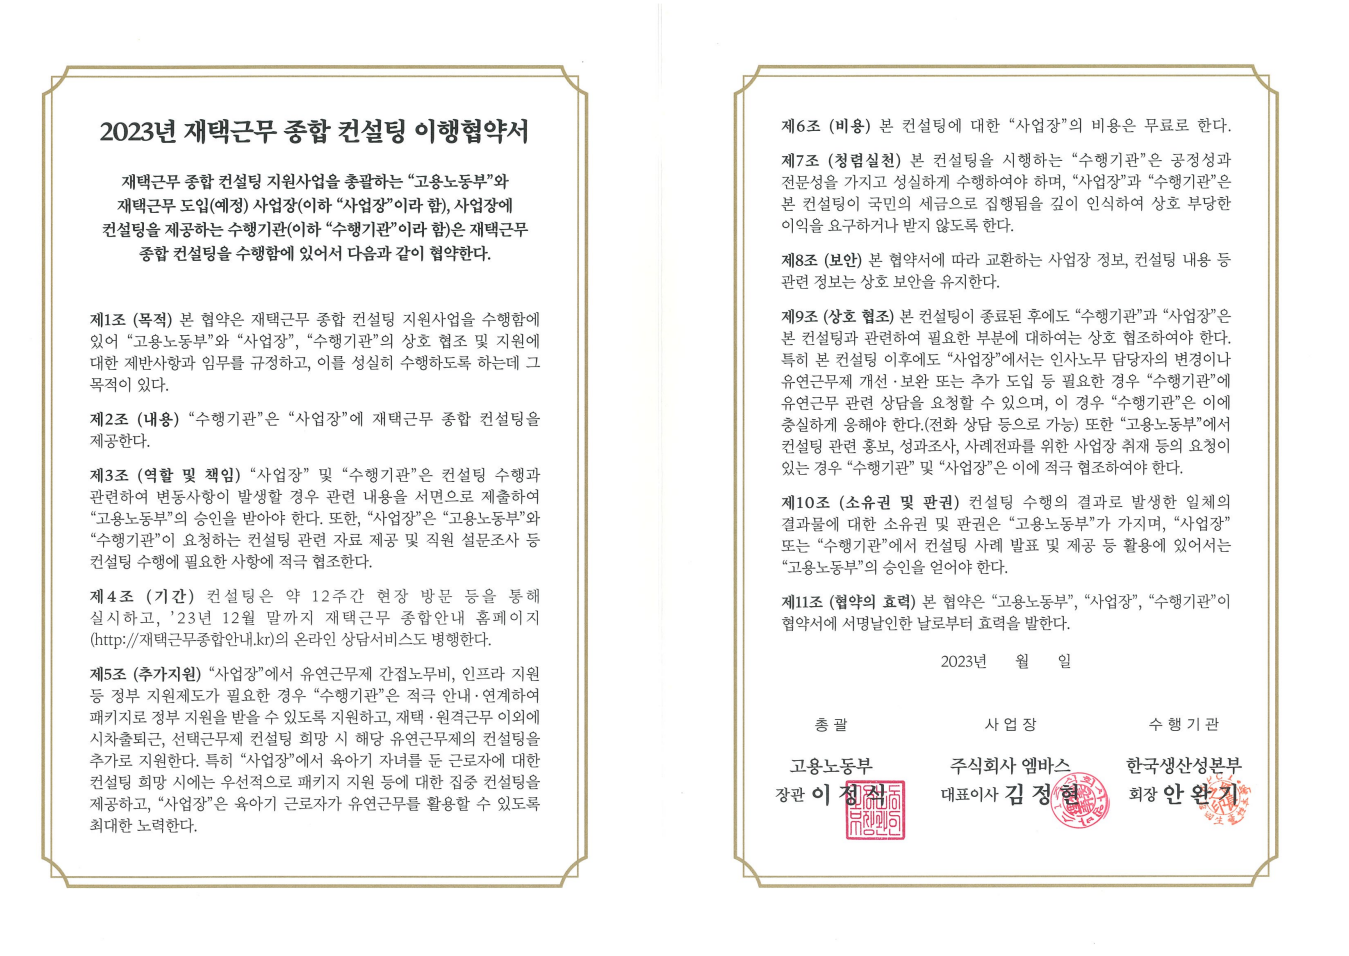 2023년 재택근무 종합 컨설팅 이행협약서
재택근무 종합 컨설팅 지원사업을 총괄하는 “고용노동부”와
재택근무 도입(예정) 사업장(이하 “사업장”이라 함), 사업장에
컨설팅을 제공하는 수행기관(이하 “수행기관”이라 함)은 재택근무
종합 컨설팅을 수행함에 있어서 다음과 같이 협약한다.
제1조 (목적) 본 협약은 재택근무 종합 컨설팅 지원사업을 수행함에
있어 “고용노동부”와 “사업장”, “수행기관”의 상호 협조 및 지원에
대한 제반사항과 임무를 규정하고, 이를 성실히 수행하도록 하는데 그
목적이 있다.
제2조 (내용) “수행기관”은 “사업장”에 재택근무 종합 컨설팅을
제공한다.
제3조 (역할 및 책임) “사업장” 및 “수행기관”은 컨설팅 수행과
관련하여 변동사항이 발생할 경우 관련 내용을 서면으로 제출하여
“고용노동부”의 승인을 받아야 한다. 또한, “사업장”은 “고용노동부”와
“수행기관”이 요청하는 컨설팅 관련 자료 제공 및 직원 설문조사 등
컨설팅 수행에 필요한 사항에 적극 협조한다.
제4조 (기간) 컨설팅은 약 12주간 현장 방문 등을 통해
실시하고, ’23년 12월 말까지 재택근무 종합안내 홈페이지
(http://재택근무종합안내.kr)의 온라인 상담서비스도 병행한다.
제5조 (추가지원) “사업장”에서 유연근무제 간접노무비, 인프라 지원
등 정부 지원제도가 필요한 경우 “수행기관”은 적극 안내·연계하여
패키지로 정부 지원을 받을 수 있도록 지원하고, 재택·원격근무 이외에
시차출퇴근, 선택근무제 컨설팅 희망 시 해당 유연근무제의 컨설팅을
추가로 지원한다. 특히 “사업장”에서 육아기 자녀를 둔 근로자에 대한
컨설팅 희망 시에는 우선적으로 패키지 지원 등에 대한 집중 컨설팅을
제공하고, “사업장”은 육아기 근로자가 유연근무를 활용할 수 있도록
최대한 노력한다.
제6조 (비용) 본 컨설팅에 대한 “사업장”의 비용은 무료로 한다.
제7조 (청렴실천) 본 컨설팅을 시행하는 “수행기관”은 공정성과
전문성을 가지고 성실하게 수행하여야 하며, “사업장”과 “수행기관”은
본 컨설팅이 국민의 세금으로 집행됨을 깊이 인식하여 상호 부당한
이익을 요구하거나 받지 않도록 한다.
제8조 (보안) 본 협약서에 따라 교환하는 사업장 정보, 컨설팅 내용 등
관련 정보는 상호 보안을 유지한다.
제9조 (상호 협조) 본 컨설팅이 종료된 후에도 “수행기관”과 “사업장”은
본 컨설팅과 관련하여 필요한 부분에 대하여는 상호 협조하여야 한다.
특히 본 컨설팅 이후에도 “사업장”에서는 인사노무 담당자의 변경이나
유연근무제 개선·보완 또는 추가 도입 등 필요한 경우 “수행기관”에
유연근무 관련 상담을 요청할 수 있으며, 이 경우 “수행기관”은 이에
충실하게 응해야 한다.(전화 상담 등으로 가능) 또한 “고용노동부”에서
컨설팅 관련 홍보, 성과조사, 사례전파를 위한 사업장 취재 등의 요청이
있는 경우 “수행기관” 및 “사업장”은 이에 적극 협조하여야 한다.
제10조 (소유권 및 판권) 컨설팅 수행의 결과로 발생한 일체의
결과물에 대한 소유권 및 판권은 “고용노동부”가 가지며, “사업장”
또는 “수행기관”에서 컨설팅 사례 발표 및 제공 등 활용에 있어서는
“고용노동부”의 승인을 얻어야 한다.
제11조 (협약의 효력) 본 협약은 “고용노동부”, “사업장”, “수행기관”이
협약서에 서명날인한 날로부터 효력을 발한다.
2023년 월 일
총 괄 사 업 장 수 행 기 관
고용노동부 주식회사 엠바스 한국생산성본부
장관 이 정 식 대표이사 김 정 현 회장 안 완 기